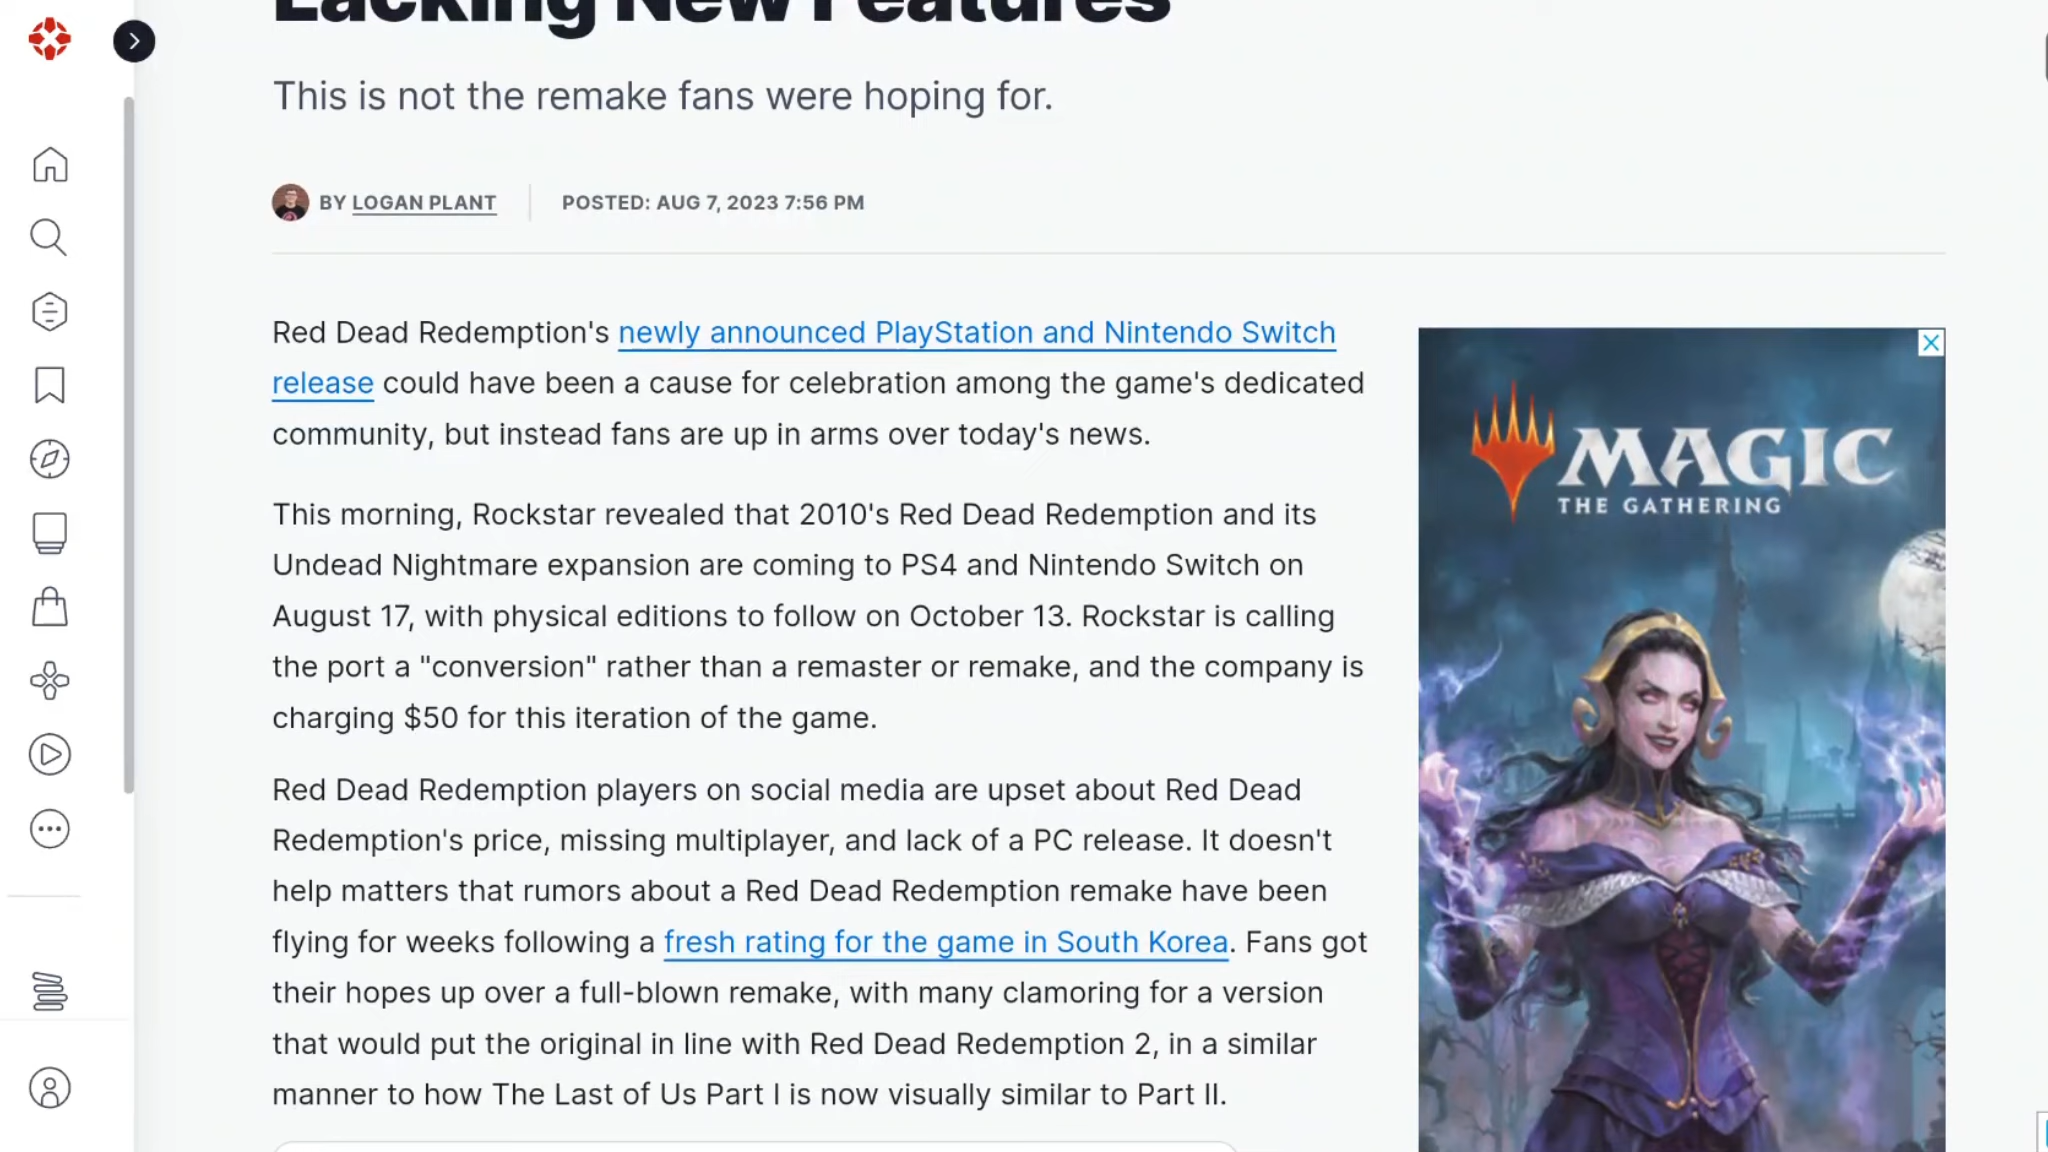 Lacking New Features
This is not the remake fans were hoping for.
BY LOGAN PLANT
POSTED: AUG 7, 2023 7:56 PM
Red Dead Redemption's newly announced PlayStation and Nintendo Switch
release could have been a cause for celebration among the game's dedicated
community, but instead fans are up in arms over today's news.
This morning, Rockstar revealed that 2010's Red Dead Redemption and its
Undead Nightmare expansion are coming to PS4 and Nintendo Switch on
August 17, with physical editions to follow on October 13. Rockstar is calling
the port a "conversion" rather than a remaster or remake, and the company is
charging $50 for this iteration of the game.
Red Dead Redemption players on social media are upset about Red Dead
Redemption's price, missing multiplayer, and lack of a PC release. It doesn't
help matters that rumors about a Red Dead Redemption remake have been
flying for weeks following a fresh rating for the game in South Korea. Fans got
their hopes up over a full-blown remake, with many clamoring for a version
that would put the original in line with Red Dead Redemption 2, in a similar
manner to how The Last of Us Part I is now visually similar to Part II.
MAGIC
THE GATHERING